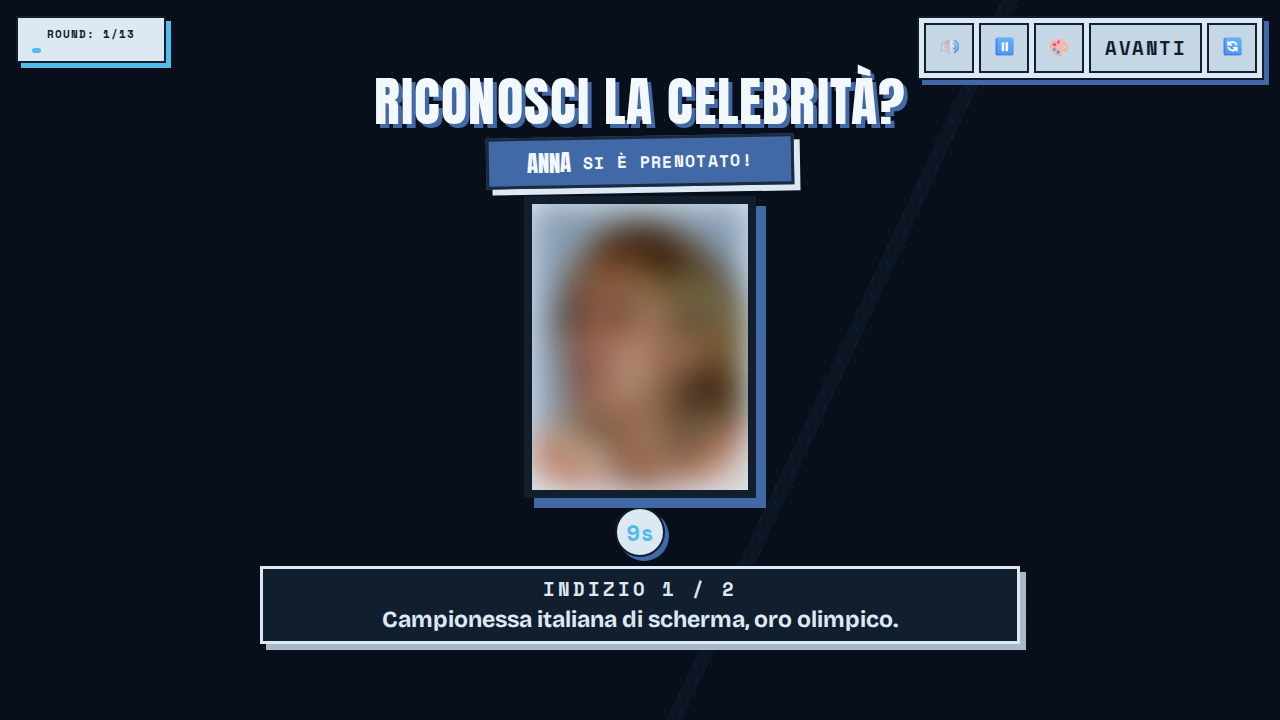 ROUND: 1/13
AVANTI
RICONOSCI LA CELEBRITÀ?
ANNA SI È PRENOTATO!
9s
INDIZIO 1 / 2
Campionessa italiana di scherma, oro olimpico.